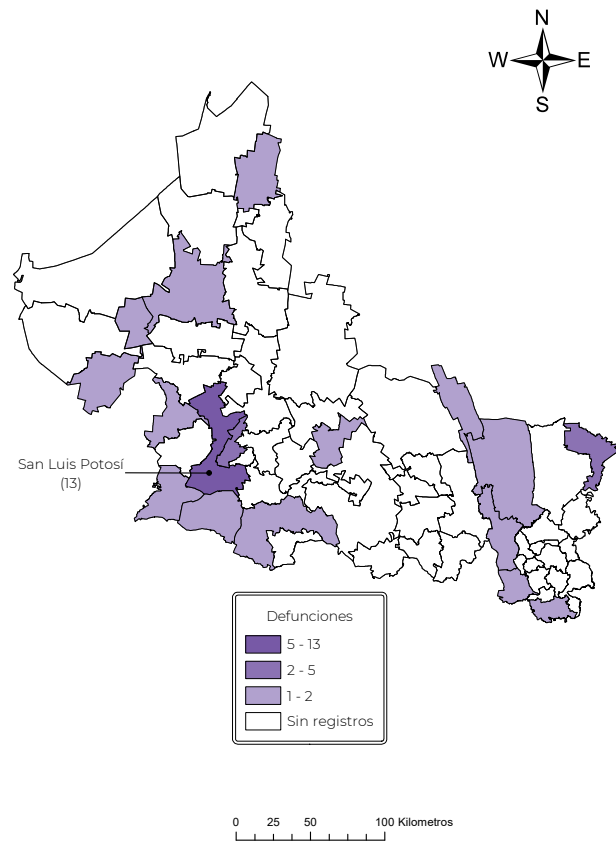 N
W E
S
San Luis Potosí
(13)
Defunciones
5 - 13
2 - 5
1 - 2
Sin registros
0 25 50 100 Kilometros